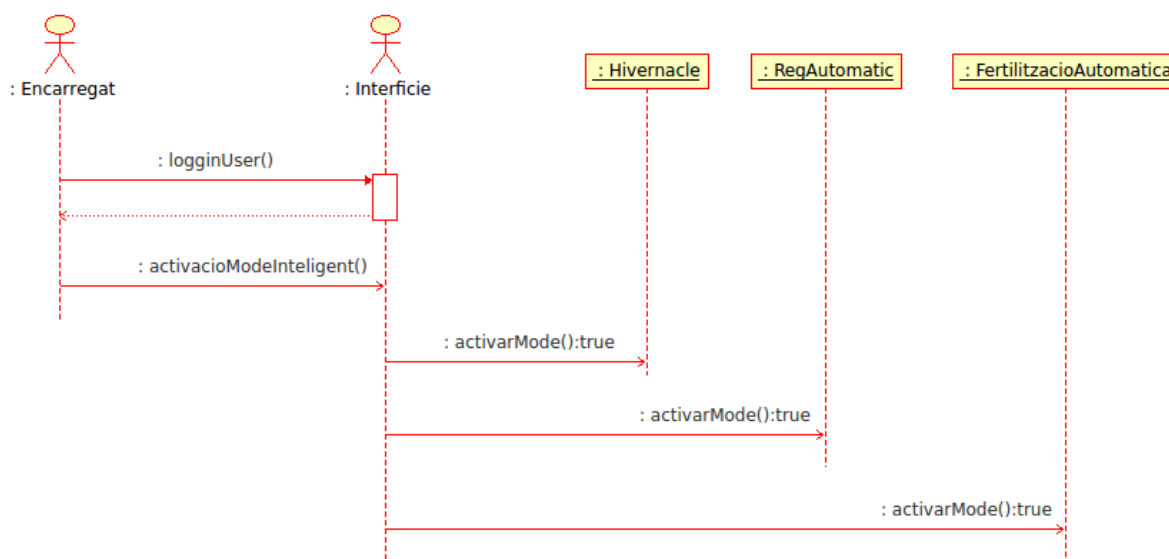 : Encarregat
: Interficie
: Hivernacle
: RegAutomatic
: FertilitzacioAutomatica
: logginUser()
: activacioModeInteligent()
: activarMode():true
: activarMode():true
: activarMode():true